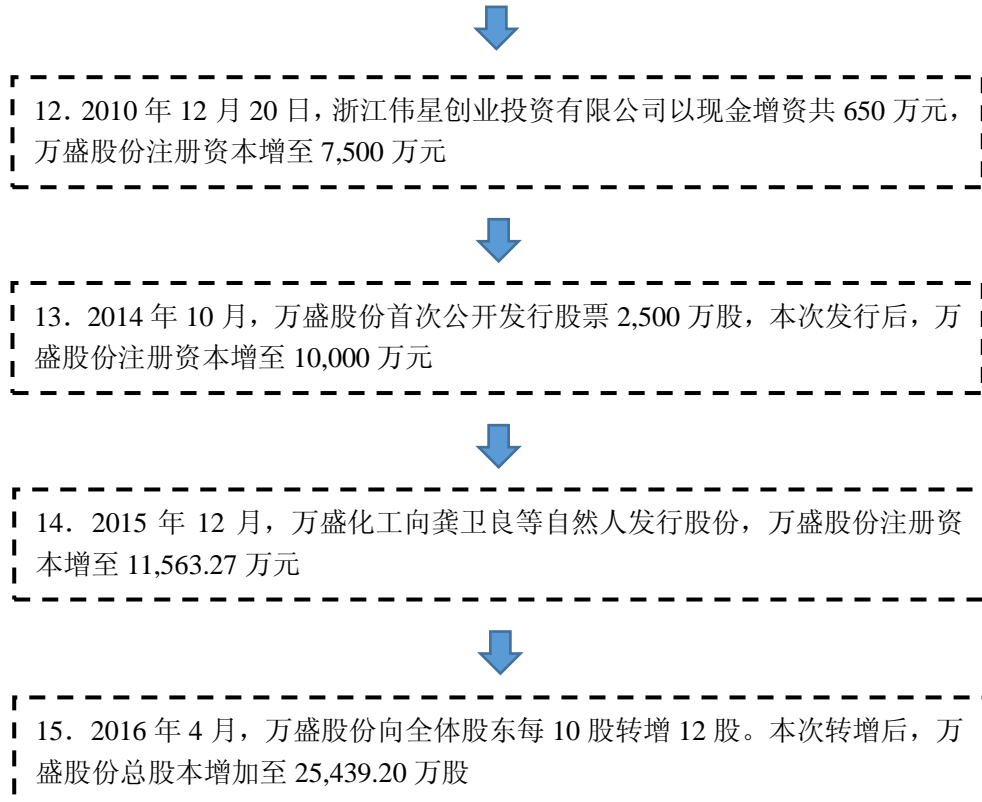 12. 2010 年 12 月 20 日，浙江伟星创业投资有限公司以现金增资共 650 万元，
万盛股份注册资本增至 7,500 万元
13．2014 年 10 月，万盛股份首次公开发行股票 2,500 万股，本次发行后，万
盛股份注册资本增至 10,000 万元
14．2015 年 12 月，万盛化工向龚卫良等自然人发行股份，万盛股份注册资
本增至 11,563.27 万元
15．2016 年 4 月，万盛股份向全体股东每 10 股转增 12 股。本次转增后，万
盛股份总股本增加至 25,439.20 万股